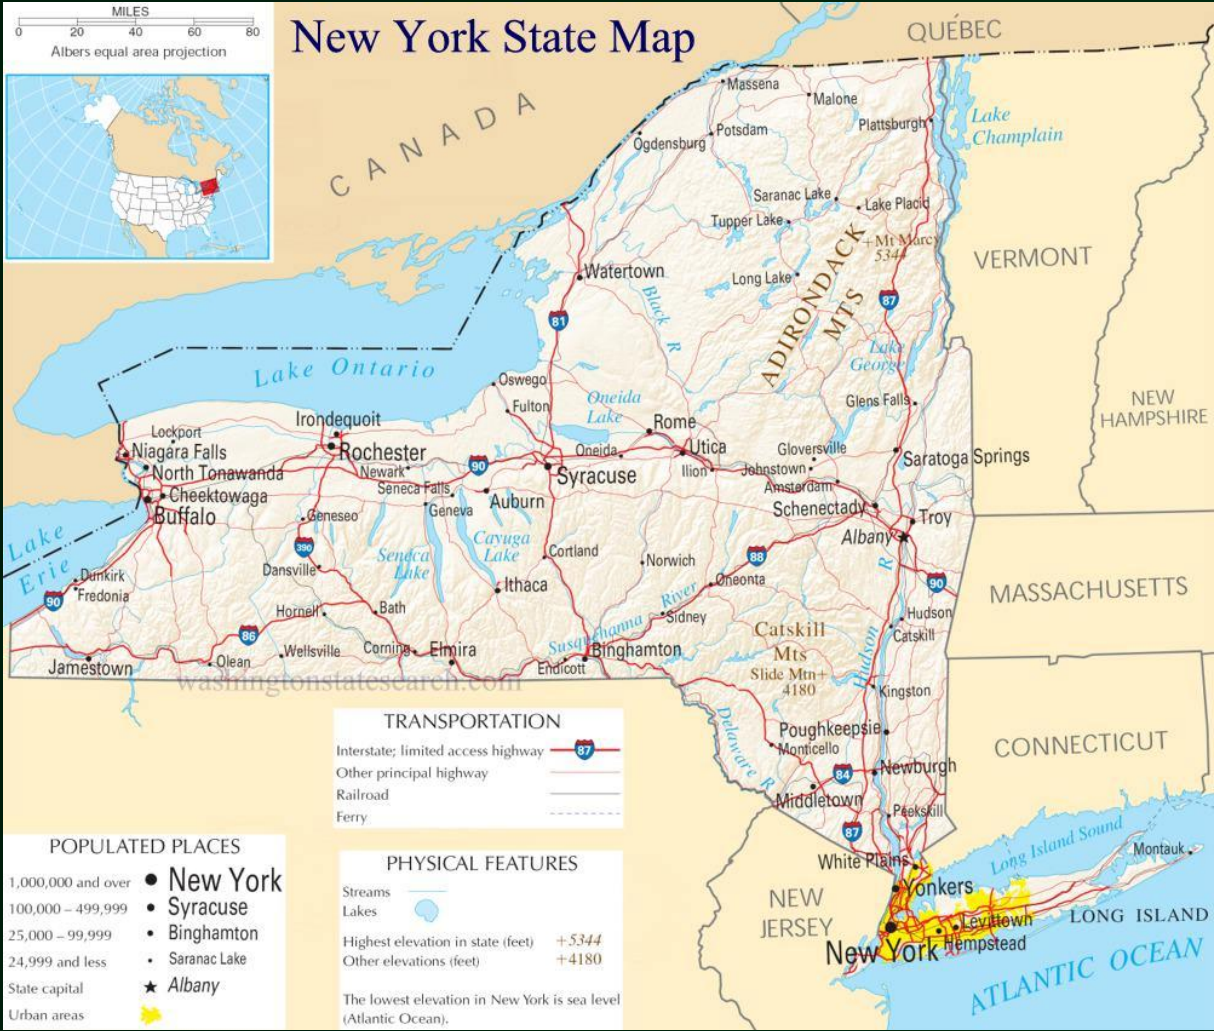 MILES
0 20 40 60 80
Albers equal area projection
New York State Map
QUÉBEC
CANADA
Massena
Malone
Plattsburgh
Lake
Champlain
Ogdensburg
Potsdam
Saranac Lake
Lake Placid
Tupper Lake
+Mt Marcy
5344
VERMONT
Watertown
Long Lake
ADIRONDACK
MTS
Black R
87
81
Lake Ontario
Lake
George
Oswego
Fulton
Oneida
Lake
Glens Falls
NEW
HAMPSHIRE
Irondequoit
Lockport
Rome
Niagara Falls
Rochester
Oneida
Utica
Gloversville
Saratoga Springs
North Tonawanda
Newark
90
Syracuse
Ilion
Johnstown
Amsterdam
Cheektowaga
Seneca Falls
Auburn
Geneva
Schenectady
Troy
Buffalo
Geneseo
Albany
Lake
Erie
390
Seneca
Lake
Cayuga
Lake
Cortland
88
Dansville
Norwich
Oneonta
90
MASSACHUSETTS
Dunkirk
Fredonia
90
Ithaca
Hornell
Bath
Susquehanna River
Sidney
Hudson
Catskill
Hudson R
86
Catskill
Mts
Slide Mtn+
4180
Jamestown
Olean
Wellsville
Corning
Elmira
Endicott
Binghamton
washingtonstatesearch.com
Kingston
Delaware R
Poughkeepsie
Monticello
CONNECTICUT
84
Newburgh
Middletown
Peekskill
87
White Plains
Long Island Sound
Montauk
Yonkers
NEW
JERSEY
Levittown
LONG ISLAND
New York
Hempstead
ATLANTIC OCEAN
TRANSPORTATION
Interstate; limited access highway 87
Other principal highway
Railroad
Ferry
POPULATED PLACES
1,000,000 and over New York
100,000 – 499,999 Syracuse
25,000 – 99,999 Binghamton
24,999 and less Saranac Lake
State capital Albany
Urban areas
PHYSICAL FEATURES
Streams
Lakes
Highest elevation in state (feet) +5344
Other elevations (feet) +4180
The lowest elevation in New York is sea level
(Atlantic Ocean).